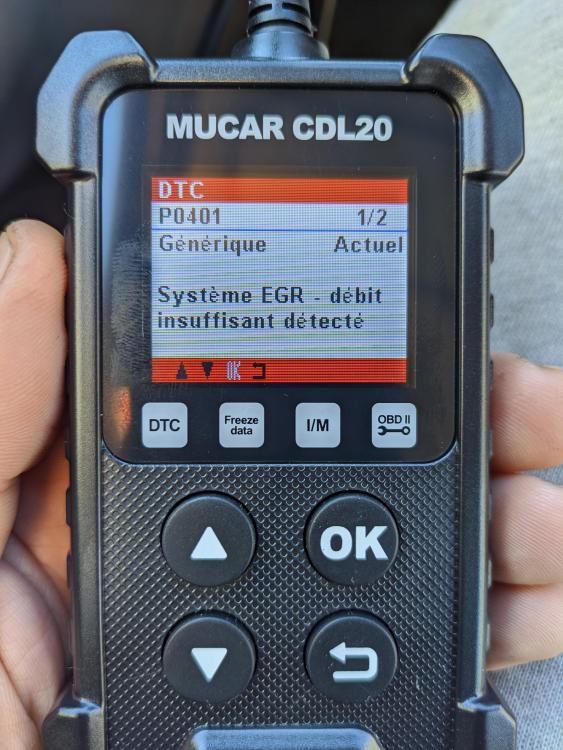 MUCAR CDL20
DTC
P0401 1/2
Générique Actuel
Système EGR - débit
insuffisant détecté
OK
DTC
Freeze
data
I/M
OBD II
OK